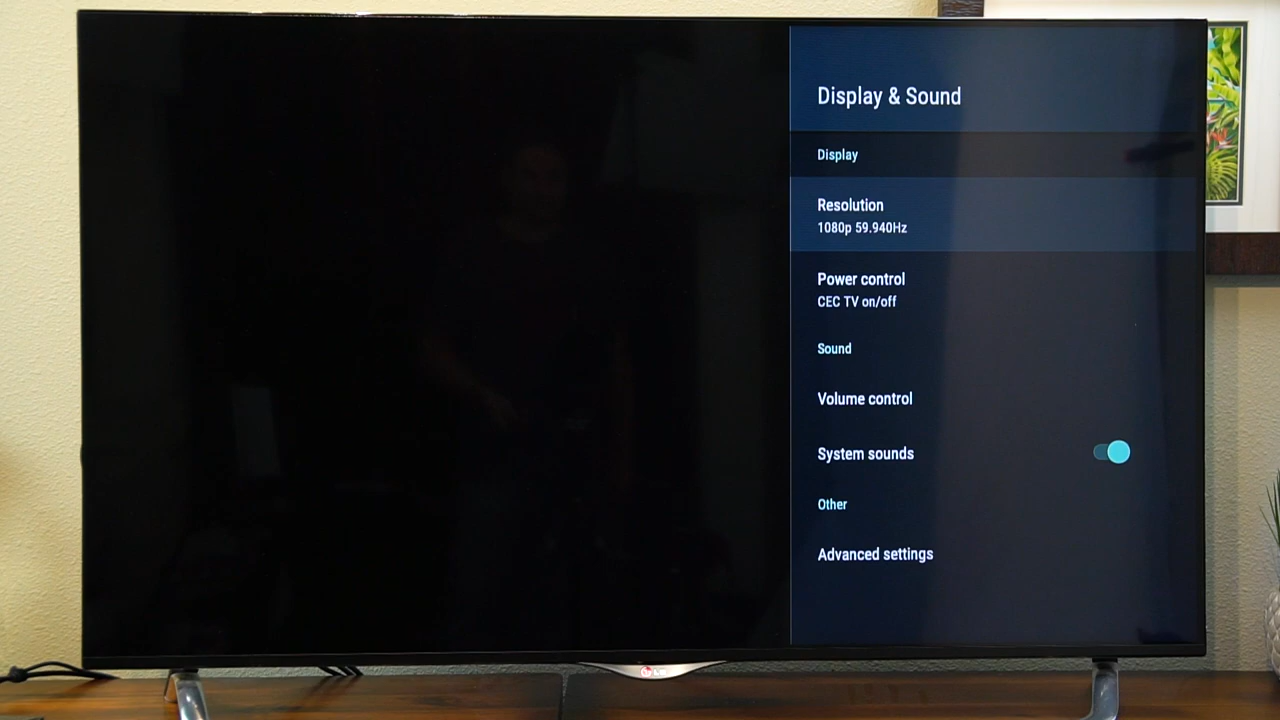 Display & Sound
Display
Resolution
1080p 59.940Hz
Power control
CEC TV on/off
Sound
Volume control
System sounds
Other
Advanced settings